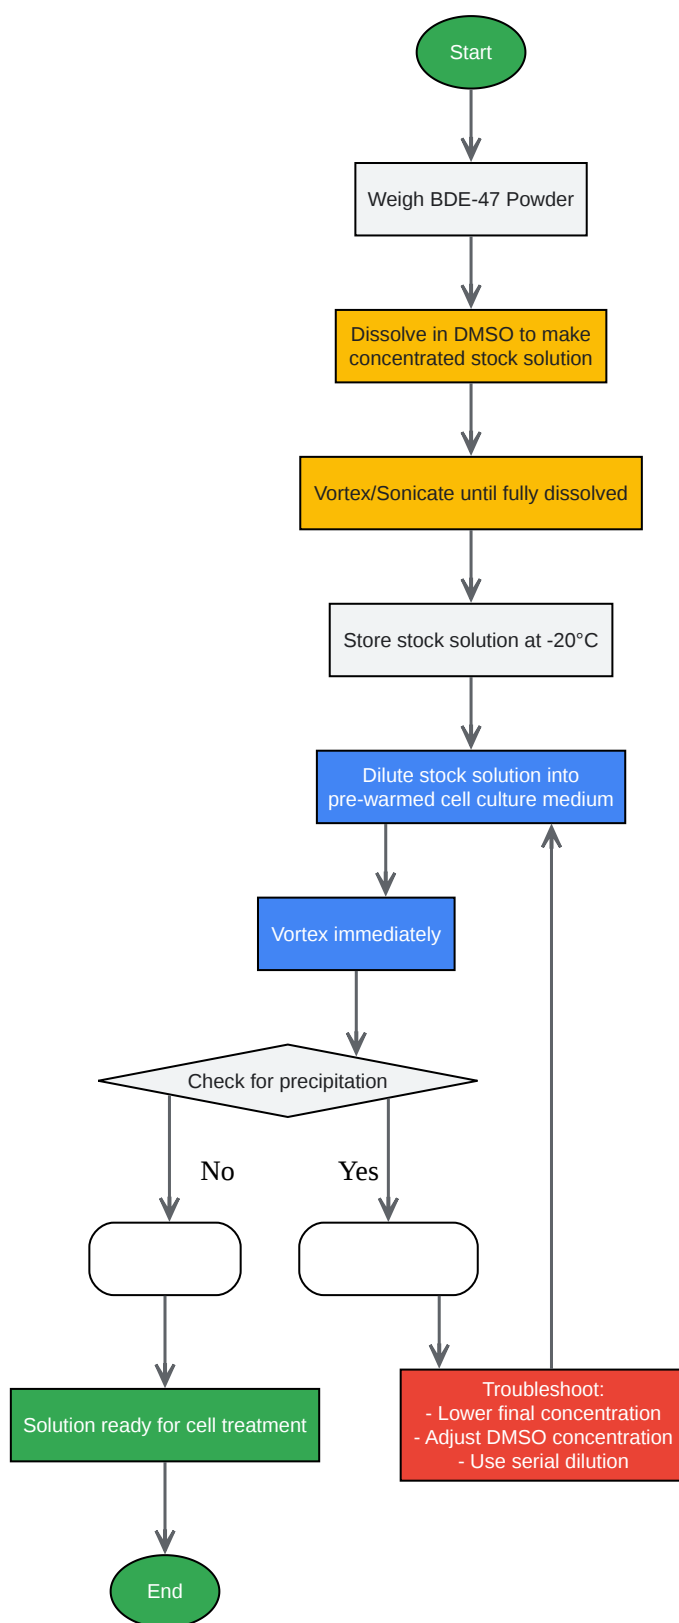 Start
Weigh BDE-47 Powder
Dissolve in DMSO to make
concentrated stock solution
Vortex/Sonicate until fully dissolved
Store stock solution at -20°C
Dilute stock solution into
pre-warmed cell culture medium
Vortex immediately
Check for precipitation
No
Yes
Solution ready for cell treatment
Troubleshoot:
- Lower final concentration
- Adjust DMSO concentration
- Use serial dilution
End